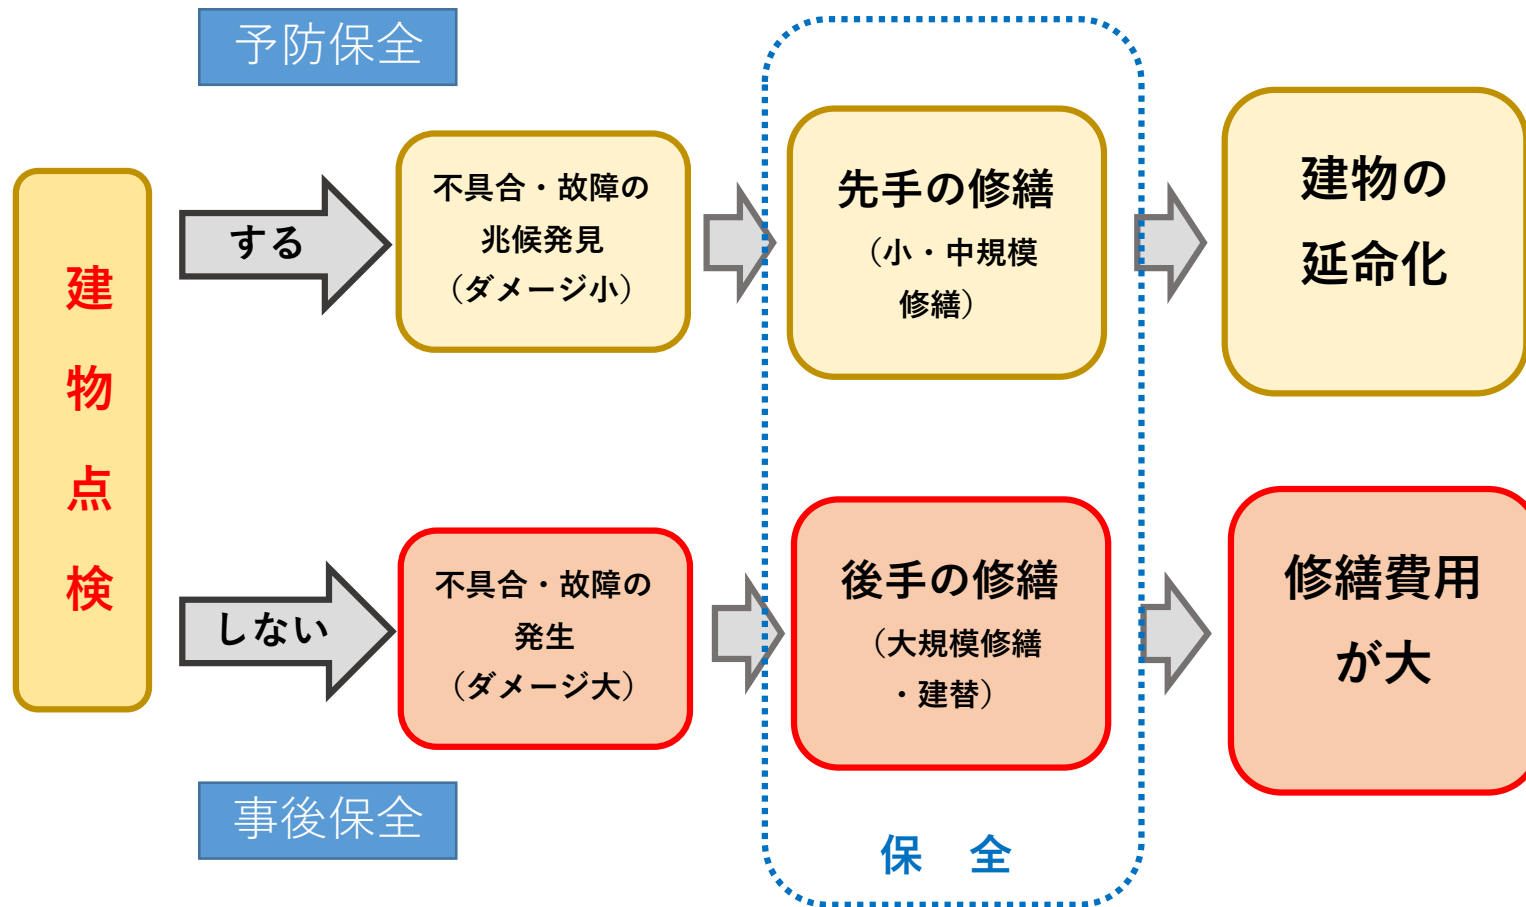 予防保全
建
物
点
検
する
不具合・故障の
兆候発見
（ダメージ小）
先手の修繕
（小・中規模
修繕）
建物の
延命化
しない
不具合・故障の
発生
（ダメージ大）
後手の修繕
（大規模修繕
・建替）
修繕費用
が大
事後保全
保　全